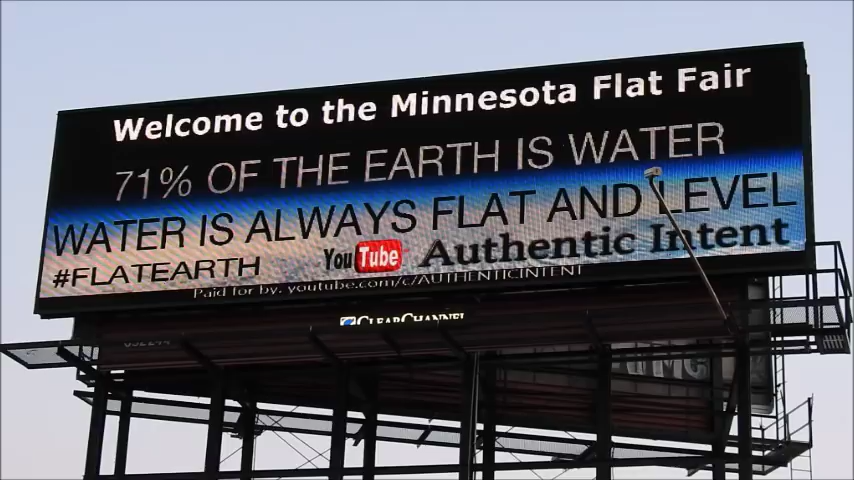 Welcome to the Minnesota Flat Fair
71% OF THE EARTH IS WATER
WATER IS ALWAYS FLAT AND LEVEL
#FLATEARTH YouTube Authentic Intent
Paid for by: youtube.com/c/AUTHENTICINTENT
CLEARCHANNEL